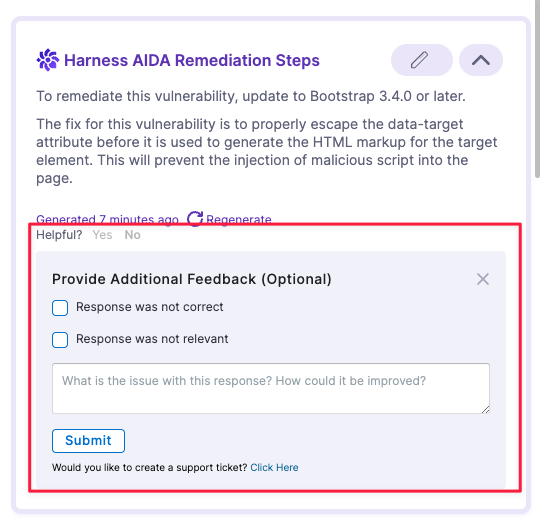 Harness AIDA Remediation Steps
To remediate this vulnerability, update to Bootstrap 3.4.0 or later.
The fix for this vulnerability is to properly escape the data-target
attribute before it is used to generate the HTML markup for the target
element. This will prevent the injection of malicious script into the
page.
Generated 7 minutes ago Regenerate
Helpful? Yes No
Provide Additional Feedback (Optional)
Response was not correct
Response was not relevant
What is the issue with this response? How could it be improved?
Submit
Would you like to create a support ticket? Click Here